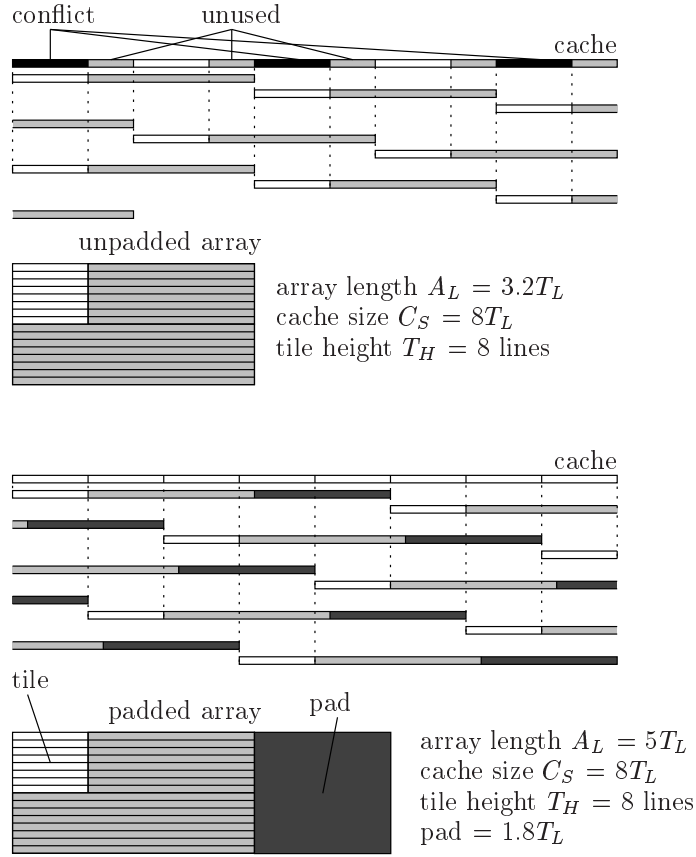 conflict unused
cache
unpadded array
array length A_L = 3.2T_L
cache size C_S = 8T_L
tile height T_H = 8 lines
cache
tile
padded array pad
array length A_L = 5T_L
cache size C_S = 8T_L
tile height T_H = 8 lines
pad = 1.8T_L